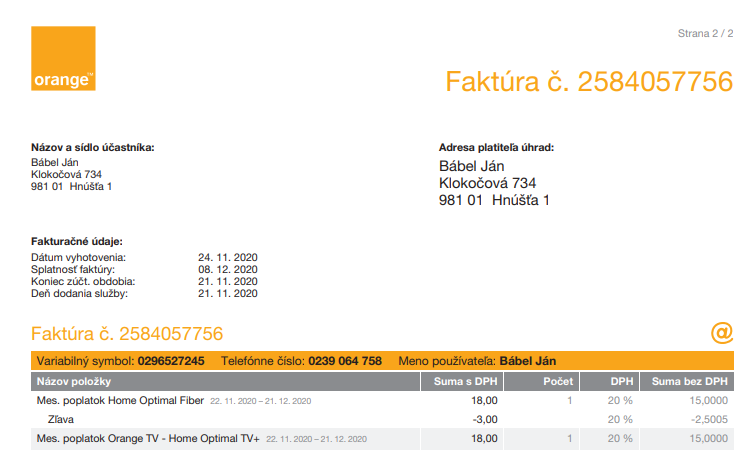 Strana 2 / 2
orange™
Faktúra č. 2584057756
Názov a sídlo účastníka:
Bábel Ján
Klokočová 734
981 01 Hnúšťa 1
Adresa platiteľa úhrad:
Bábel Ján
Klokočová 734
981 01 Hnúšťa 1
Fakturačné údaje:
Dátum vyhotovenia: 24. 11. 2020
Splatnosť faktúry: 08. 12. 2020
Koniec zúčt. obdobia: 21. 11. 2020
Deň dodania služby: 21. 11. 2020
Faktúra č. 2584057756 @
Variabilný symbol: 0296527245 Telefónne číslo: 0239 064 758 Meno používateľa: Bábel Ján
Názov položky Suma s DPH Počet DPH Suma bez DPH
Mes. poplatok Home Optimal Fiber 22. 11. 2020 – 21. 12. 2020 18,00 1 20 % 15,0000
Zľava -3,00 20 % -2,5005
Mes. poplatok Orange TV - Home Optimal TV+ 22. 11. 2020 – 21. 12. 2020 18,00 1 20 % 15,0000